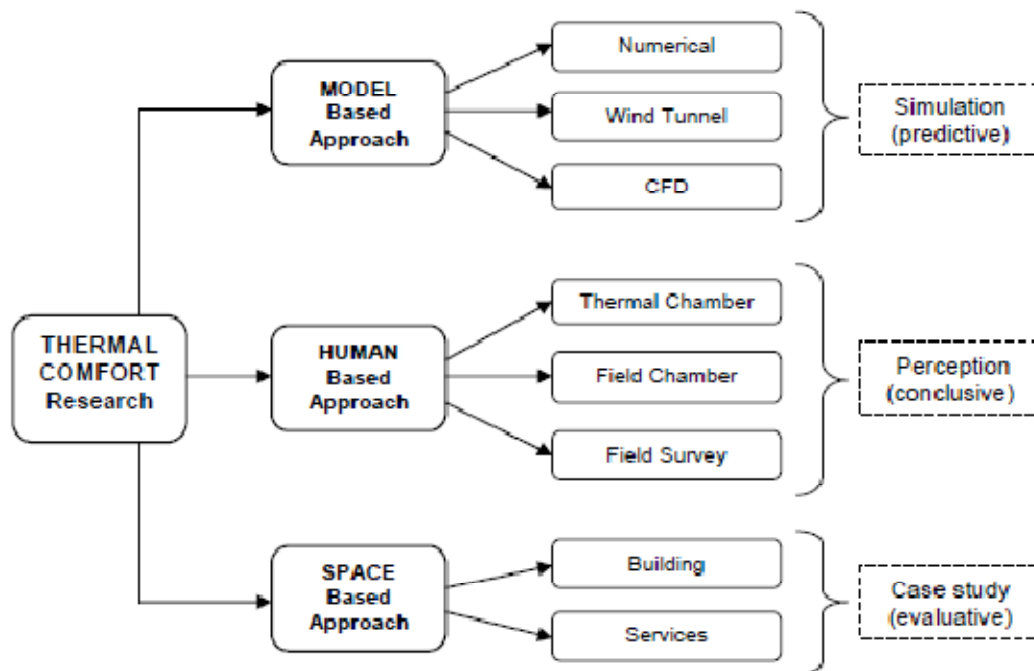 THERMAL
COMFORT
Research
MODEL
Based
Approach
Numerical
Wind Tunnel
CFD
Simulation
(predictive)
HUMAN
Based
Approach
Thermal Chamber
Field Chamber
Field Survey
Perception
(conclusive)
SPACE
Based
Approach
Building
Services
Case study
(evaluative)